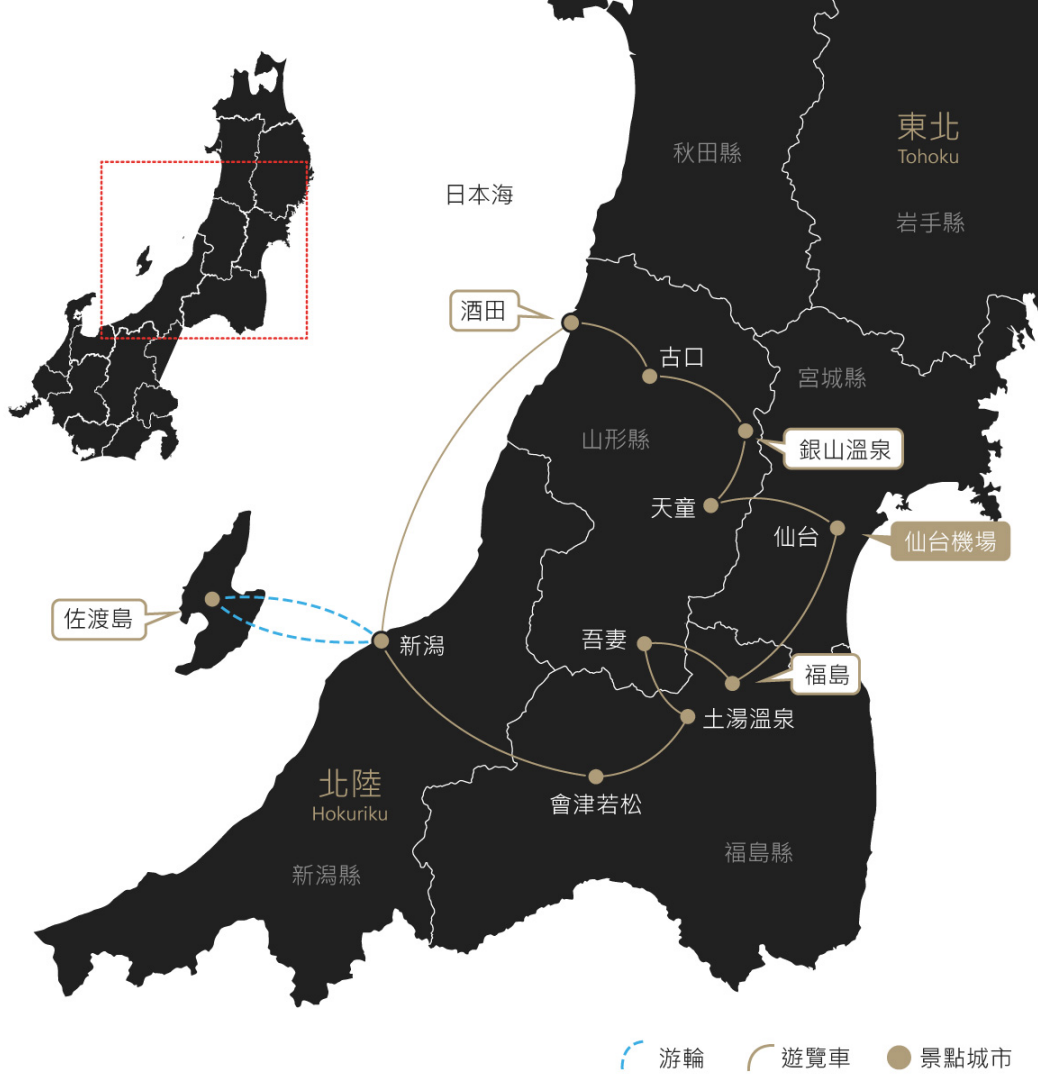 東北
Tohoku
秋田縣
日本海
岩手縣
酒田
古口
宮城縣
山形縣
銀山溫泉
天童
仙台
仙台機場
佐渡島
新潟
吾妻
福島
土湯溫泉
北陸
Hokuriku
會津若松
福島縣
新潟縣
游輪
遊覽車
景點城市